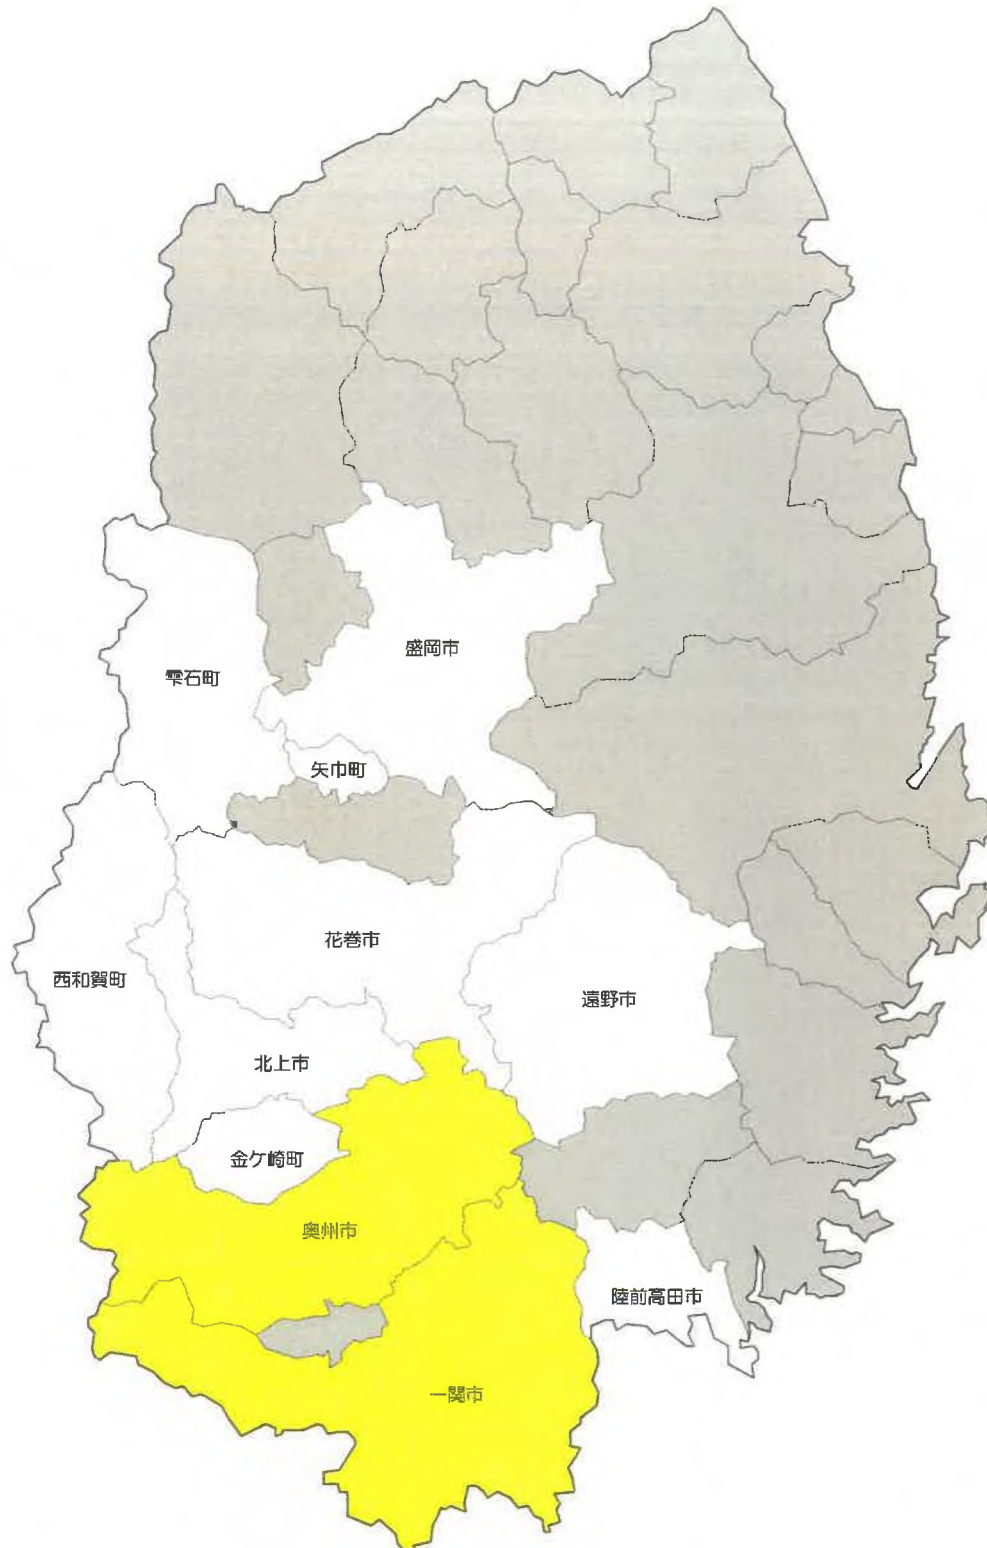 盛岡市
雫石町
矢巾町
花巻市
西和賀町
遠野市
北上市
金ケ崎町
奥州市
陸前高田市
一関市